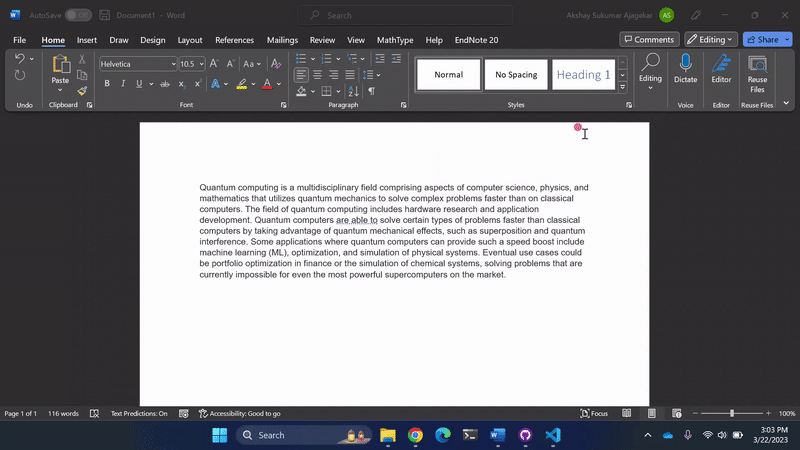 AutoSave Off Document1 - Word Search Akshay Sukumar Ajagekar AS
File Home Insert Draw Design Layout References Mailings Review View MathType Help EndNote 20 Comments Editing Share
Paste Helvetica 10.5 Normal No Spacing Heading 1 Editing Dictate Editor Reuse Files
Undo Clipboard Font Paragraph Styles Voice Editor Reuse Files
Quantum computing is a multidisciplinary field comprising aspects of computer science, physics, and
mathematics that utilizes quantum mechanics to solve complex problems faster than on classical
computers. The field of quantum computing includes hardware research and application
development. Quantum computers are able to solve certain types of problems faster than classical
computers by taking advantage of quantum mechanical effects, such as superposition and quantum
interference. Some applications where quantum computers can provide such a speed boost include
machine learning (ML), optimization, and simulation of physical systems. Eventual use cases could
be portfolio optimization in finance or the simulation of chemical systems, solving problems that are
currently impossible for even the most powerful supercomputers on the market.
Page 1 of 1 116 words Text Predictions: On Accessibility: Good to go Focus 100%
Search 3:03 PM
3/22/2023